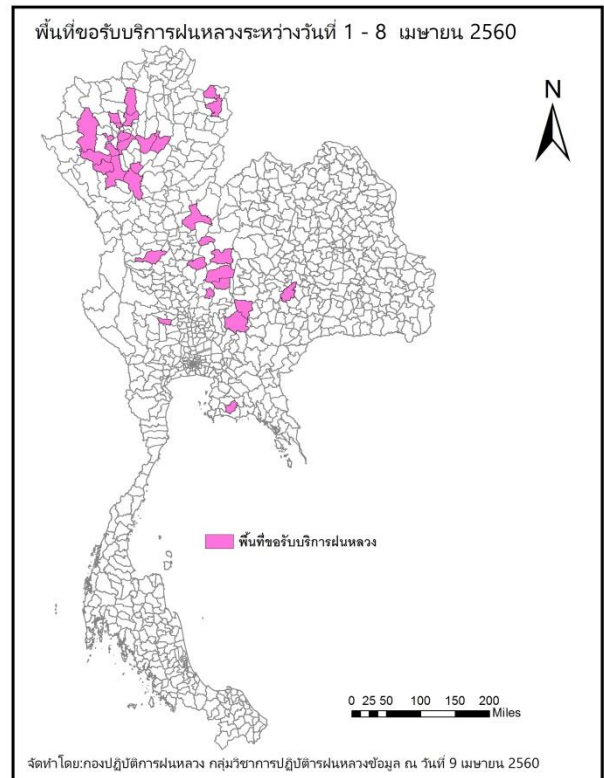 พื้นที่ขอรับบริการฝนหลวงระหว่างวันที่ 1 - 8 เมษายน 2560
N
พื้นที่ขอรับบริการฝนหลวง
0 25 50 100 150 200
Miles
จัดทำโดย:กองปฏิบัติการฝนหลวง กลุ่มวิชาการปฏิบัติารฝนหลวงข้อมูล ณ วันที่ 9 เมษายน 2560